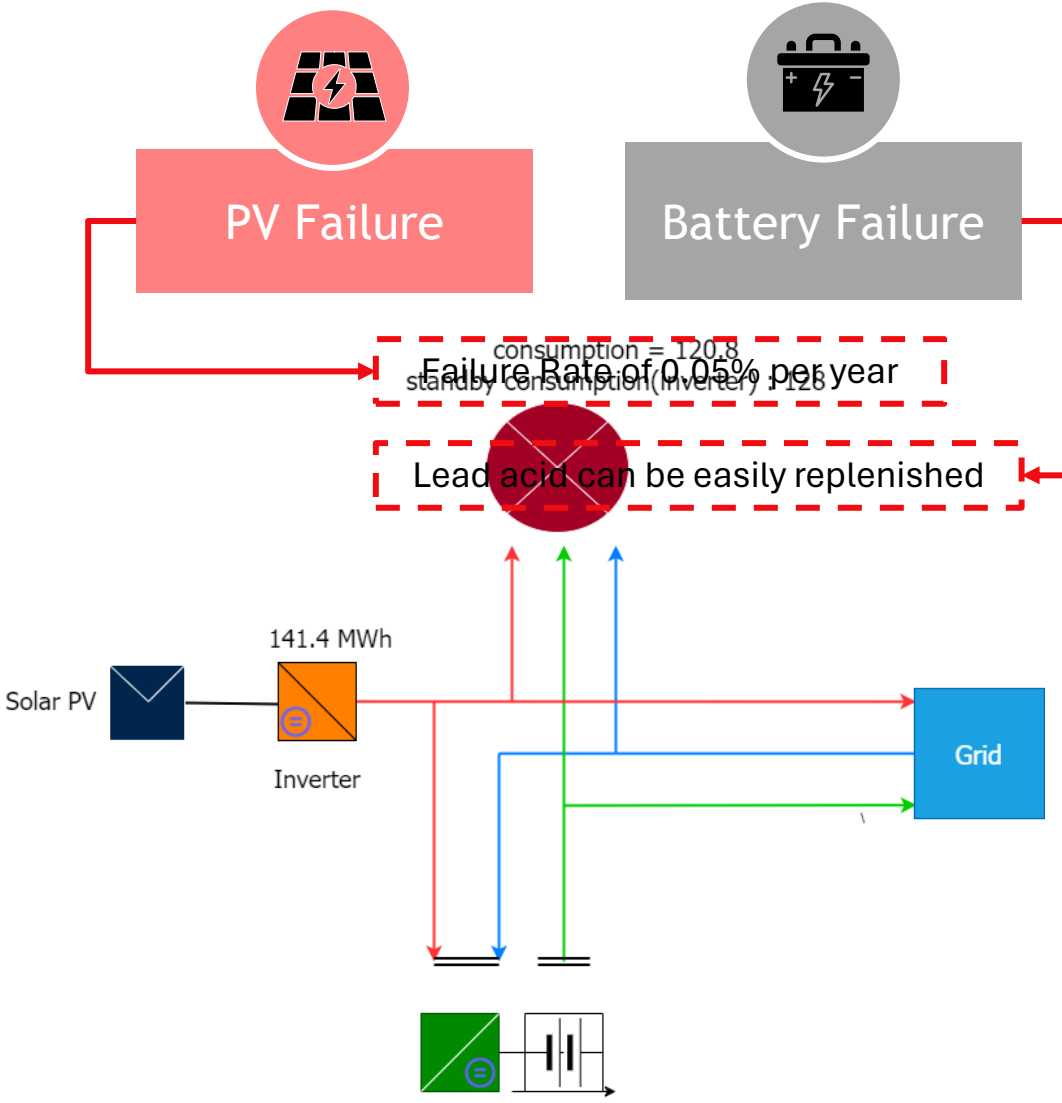 PV Failure
Battery Failure
consumption = 120.8
Failure Rate of 0.05% per year
standby consumption(inverter) : 128
Lead acid can be easily replenished
141.4 MWh
Solar PV
Inverter
Grid
\